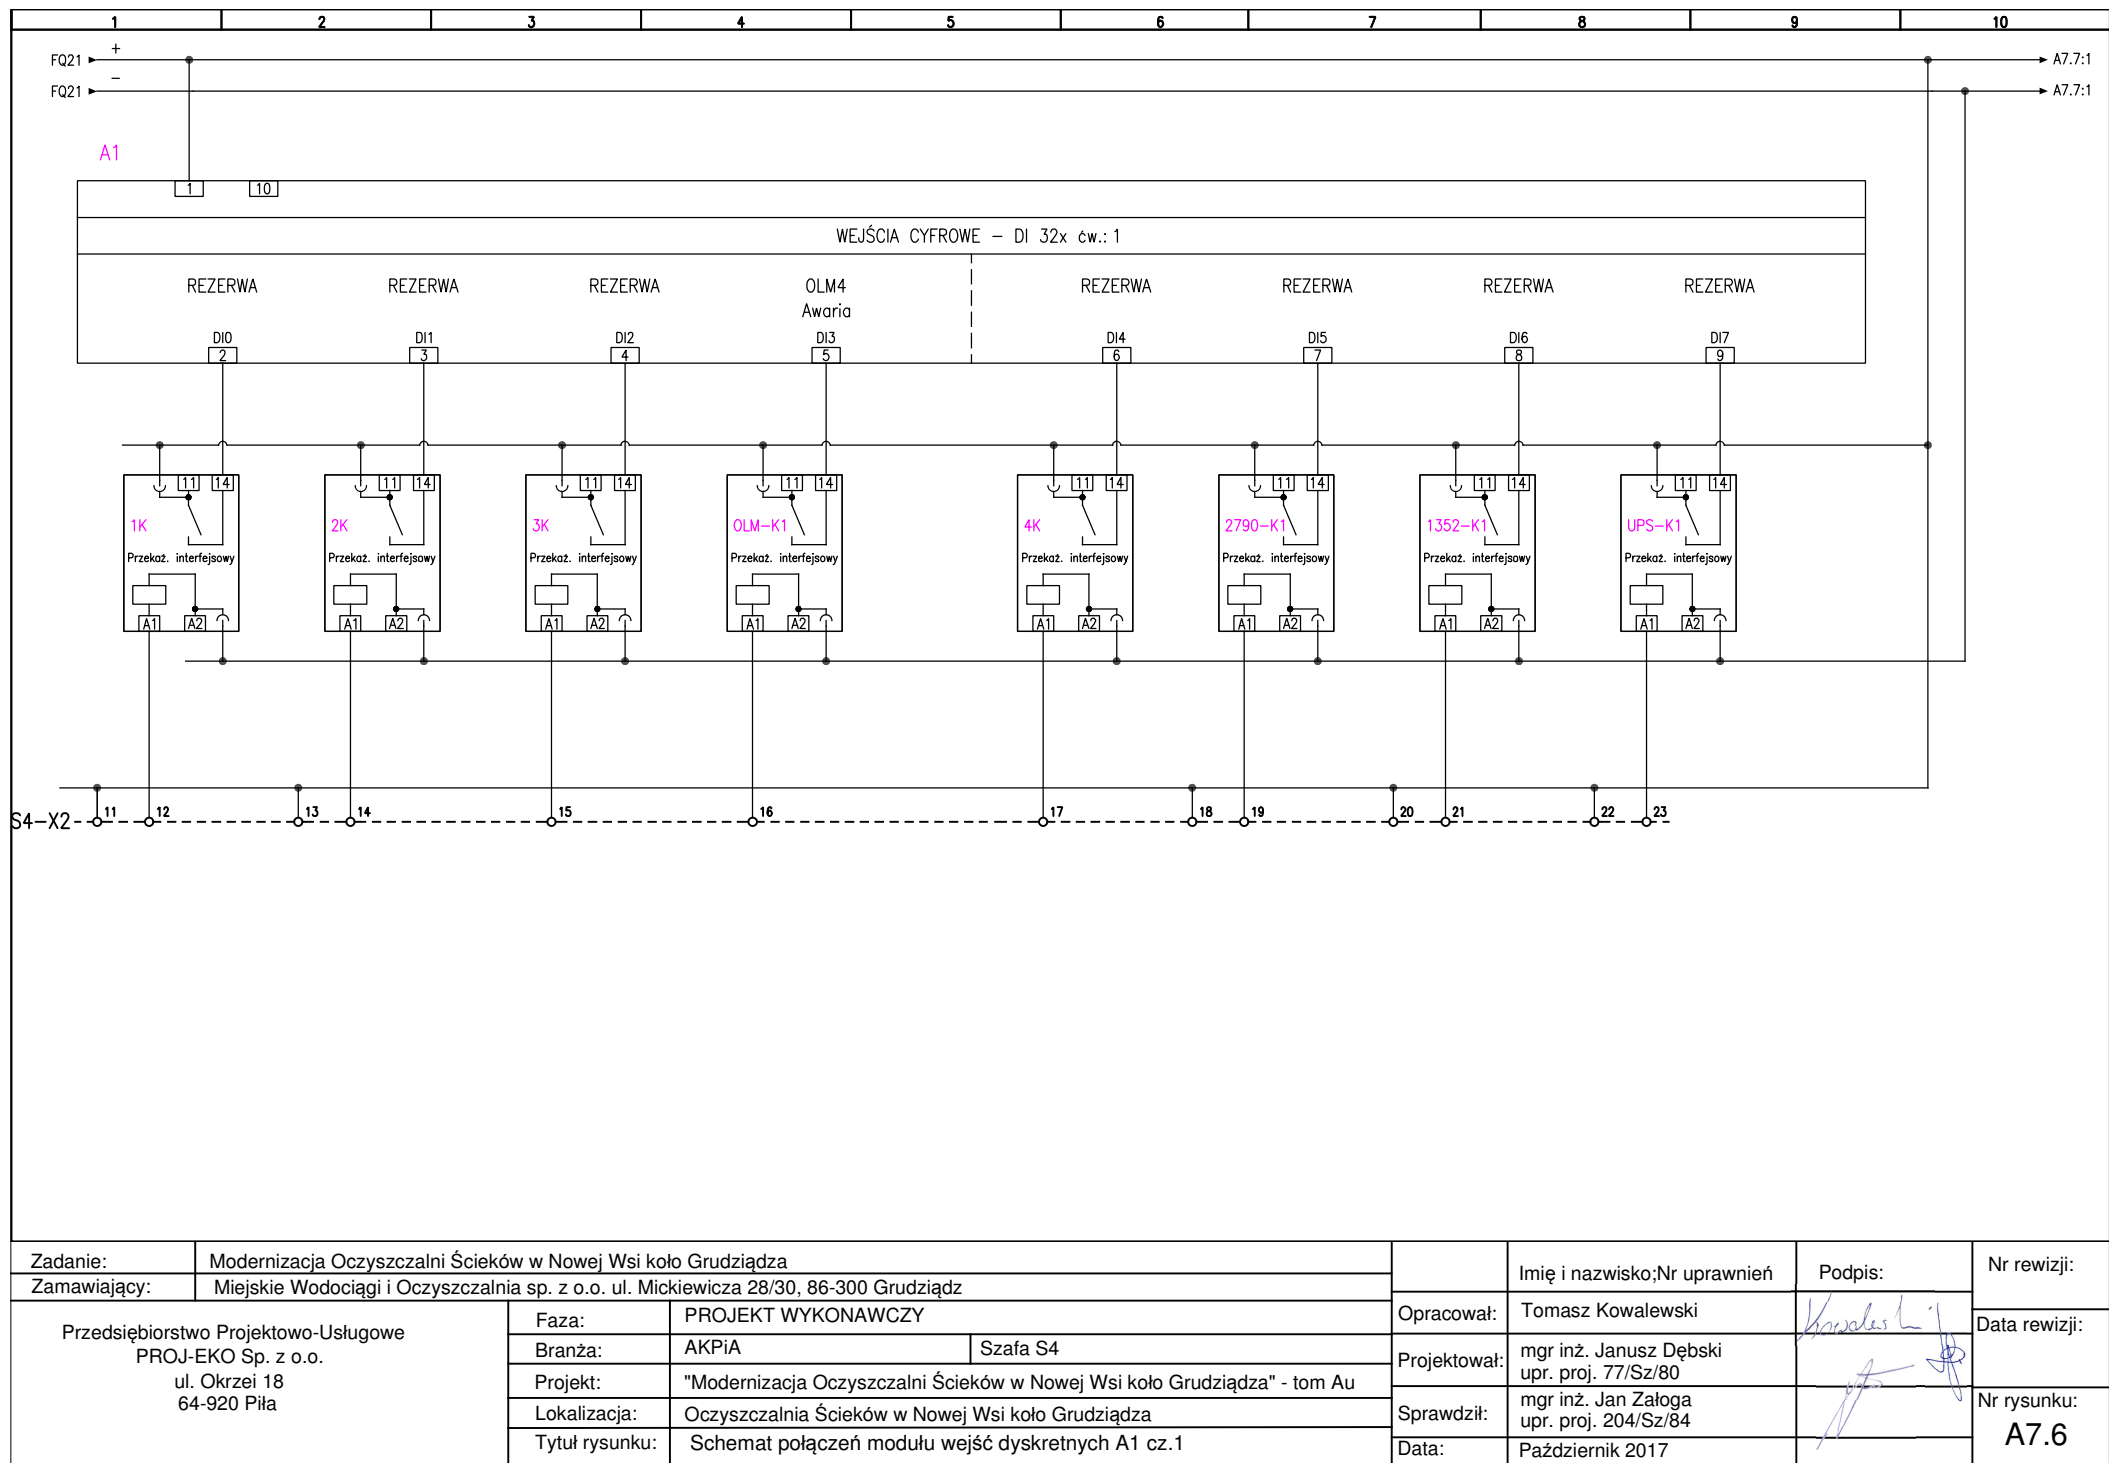 1 2 3 4 5 6 7 8 9 10
FQ21 + A7.7:1
FQ21 − A7.7:1
A1
1 10
WEJŚCIA CYFROWE − DI 32x ćw.: 1
REZERWA REZERWA REZERWA OLM4 REZERWA REZERWA REZERWA REZERWA
Awaria
DI0 DI1 DI2 DI3 DI4 DI5 DI6 DI7
2 3 4 5 6 7 8 9
11 14 11 14 11 14 11 14 11 14 11 14 11 14 11 14
1K 2K 3K OLM−K1 4K 2790−K1 1352−K1 UPS−K1
Przekaź. interfejsowy Przekaź. interfejsowy Przekaź. interfejsowy Przekaź. interfejsowy Przekaź. interfejsowy Przekaź. interfejsowy Przekaź. interfejsowy Przekaź. interfejsowy
A1 A2 A1 A2 A1 A2 A1 A2 A1 A2 A1 A2 A1 A2 A1 A2
S4−X2 11 12 13 14 15 16 17 18 19 20 21 22 23
Zadanie: Modernizacja Oczyszczalni Ścieków w Nowej Wsi koło Grudziądza
Zamawiający: Miejskie Wodociągi i Oczyszczalnia sp. z o.o. ul. Mickiewicza 28/30, 86-300 Grudziądz
Przedsiębiorstwo Projektowo-Usługowe
PROJ-EKO Sp. z o.o.
ul. Okrzei 18
64-920 Piła
Faza: PROJEKT WYKONAWCZY
Branża: AKPiA Szafa S4
Projekt: "Modernizacja Oczyszczalni Ścieków w Nowej Wsi koło Grudziądza" - tom Au
Lokalizacja: Oczyszczalnia Ścieków w Nowej Wsi koło Grudziądza
Tytuł rysunku: Schemat połączeń modułu wejść dyskretnych A1 cz.1
Imię i nazwisko;Nr uprawnień Podpis:
Opracował: Tomasz Kowalewski
Projektował: mgr inż. Janusz Dębski
upr. proj. 77/Sz/80
Sprawdził: mgr inż. Jan Załoga
upr. proj. 204/Sz/84
Data: Październik 2017
Nr rewizji:
Data rewizji:
Nr rysunku:
A7.6